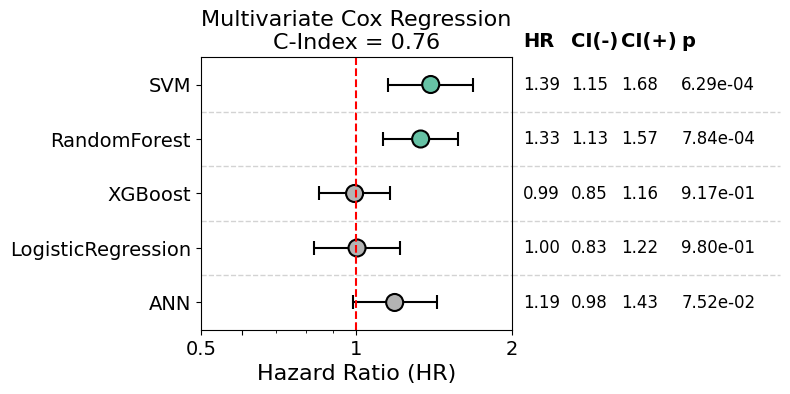 Multivariate Cox Regression
C-Index = 0.76
HR CI(-) CI(+) p
SVM 1.39 1.15 1.68 6.29e-04
RandomForest 1.33 1.13 1.57 7.84e-04
XGBoost 0.99 0.85 1.16 9.17e-01
LogisticRegression 1.00 0.83 1.22 9.80e-01
ANN 1.19 0.98 1.43 7.52e-02
0.5 1 2
Hazard Ratio (HR)